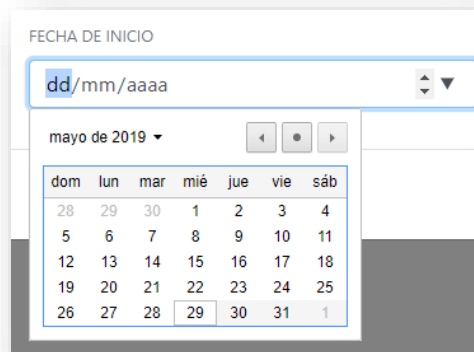 FECHA DE INICIO
dd/mm/aaaa
mayo de 2019
dom lun mar mié jue vie sáb
28 29 30 1 2 3 4
5 6 7 8 9 10 11
12 13 14 15 16 17 18
19 20 21 22 23 24 25
26 27 28 29 30 31 1